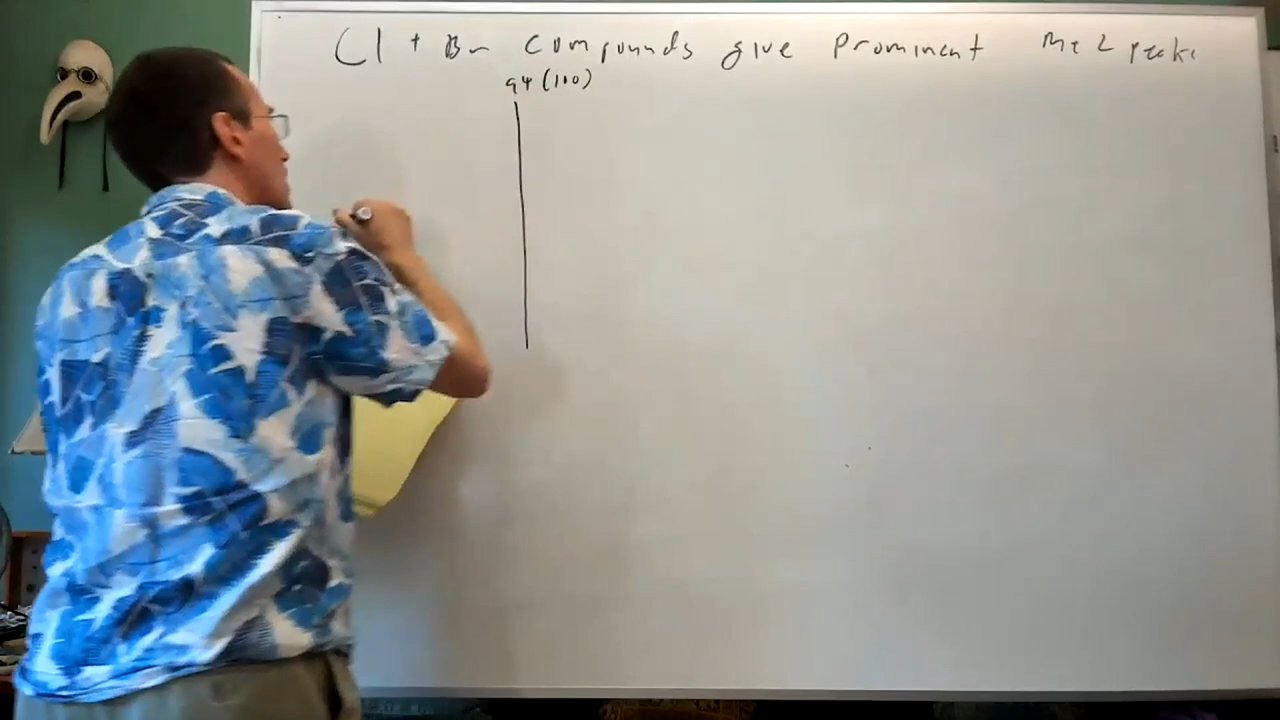 Cl + Br compounds give prominent M+2 peaks
94 (100)